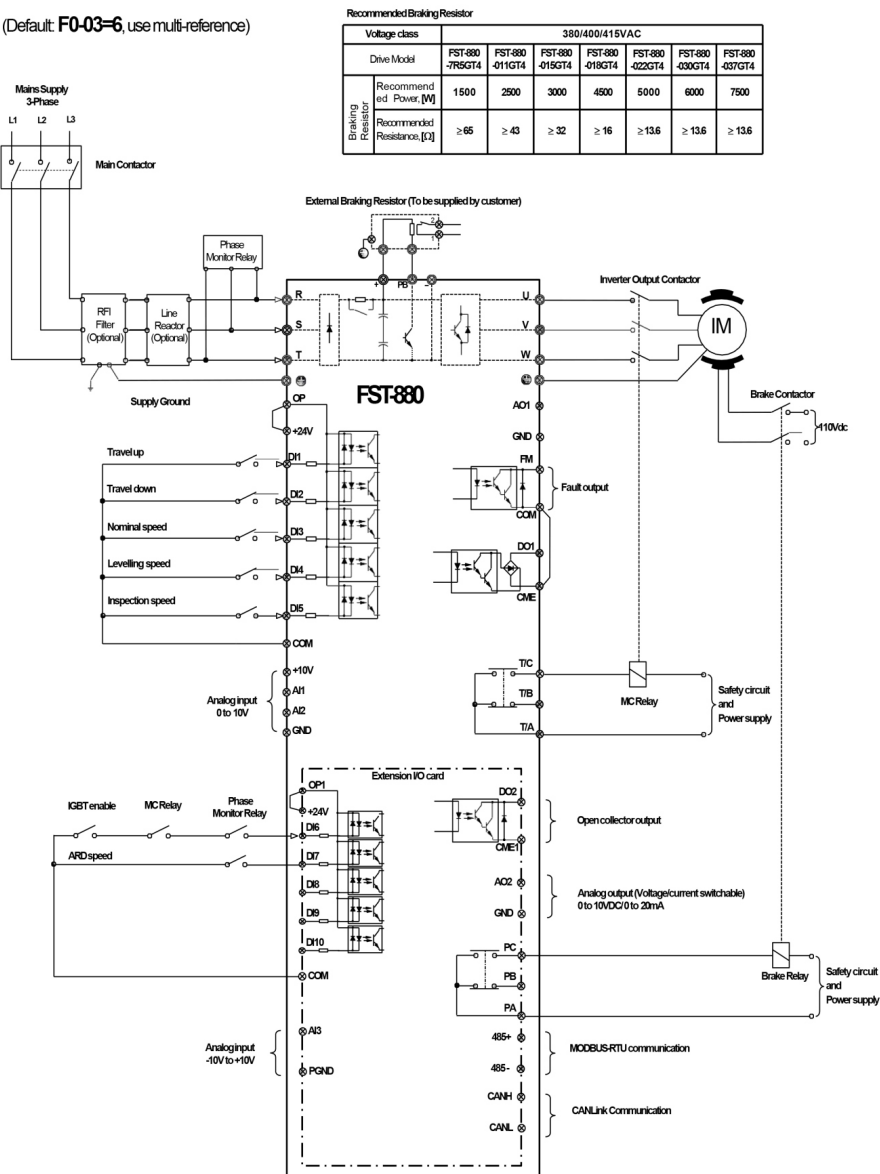 (Default: F0-03=6, use multi-reference)
Recommended Braking Resistor
Voltage class 380/400/415VAC
Drive Model FST-880 -7R5GT4 FST-880 -011GT4 FST-880 -015GT4 FST-880 -018GT4 FST-880 -022GT4 FST-880 -030GT4 FST-880 -037GT4
Braking Resistor
Recommend ed Power, [W] 1500 2500 3000 4500 5000 6000 7500
Recommended Resistance, [Ω] ≥ 65 ≥ 43 ≥ 32 ≥ 16 ≥ 13.6 ≥ 13.6 ≥ 13.6
Mains Supply
3-Phase
L1 L2 L3
Main Contactor
External Braking Resistor (To be supplied by customer)
2
1
Phase
Monitor Relay
+ PB −
Inverter Output Contactor
RFI
Filter
(Optional)
Line
Reactor
(Optional)
R
S
T
U
V
W
IM
FST-880
Supply Ground
Brake Contactor
110Vdc
OP
+24V
AO1
GND
Travel up
DI1
Travel down
DI2
Nominal speed
DI3
Levelling speed
DI4
Inspection speed
DI5
COM
FM
COM
Fault output
DO1
CME
+10V
AI1
AI2
GND
Analog input
0 to 10V
T/C
T/B
T/A
MC Relay
Safety circuit
and
Power supply
Extension I/O card
OP1
+24V
IGBT enable
MC Relay
Phase
Monitor Relay
DI6
ARD speed
DI7
DI8
DI9
DI10
COM
DO2
CME1
Open collector output
AO2
GND
Analog output (Voltage/current switchable)
0 to 10VDC/ 0 to 20mA
PC
PB
PA
Brake Relay
Safety circuit
and
Power supply
Analog input
-10V to +10V
AI3
PGND
485+
485-
MODBUS-RTU communication
CANH
CANL
CANLink Communication